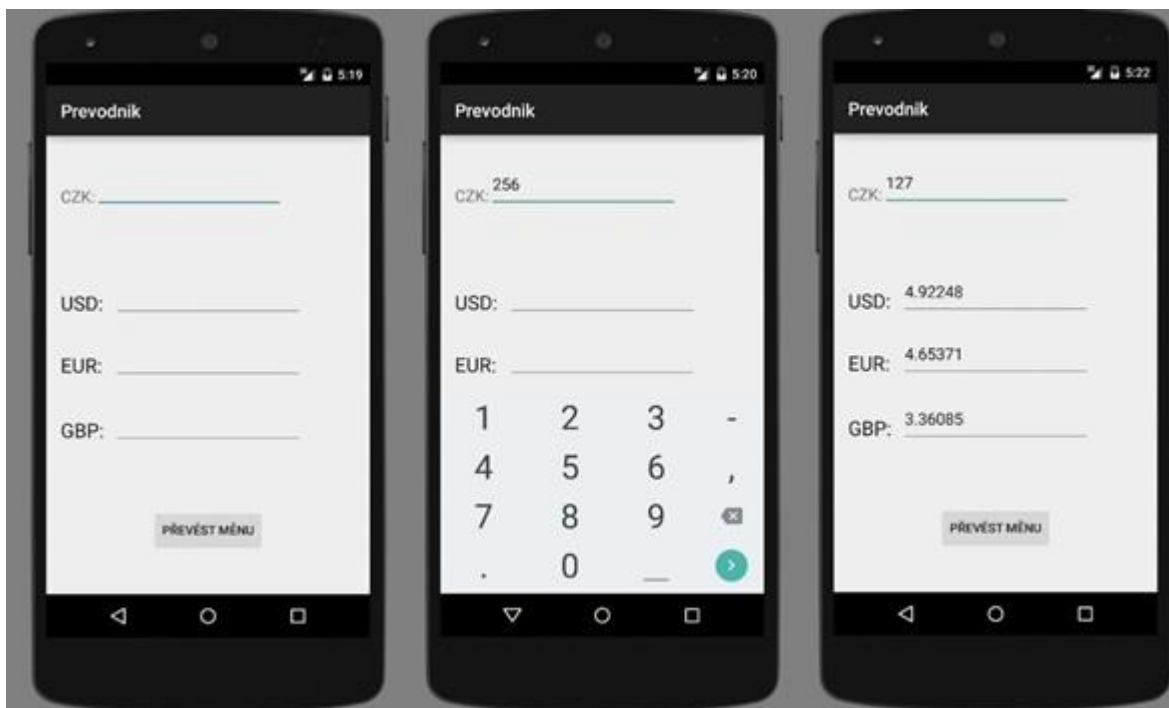 5:19
Prevodnik
CZK:
USD:
EUR:
GBP:
PŘEVÉST MĚNU
5:20
Prevodnik
CZK: 256
USD:
EUR:
1 2 3 -
4 5 6 ,
7 8 9
. 0 _
5:22
Prevodnik
CZK: 127
USD: 4.92248
EUR: 4.65371
GBP: 3.36085
PŘEVÉST MĚNU